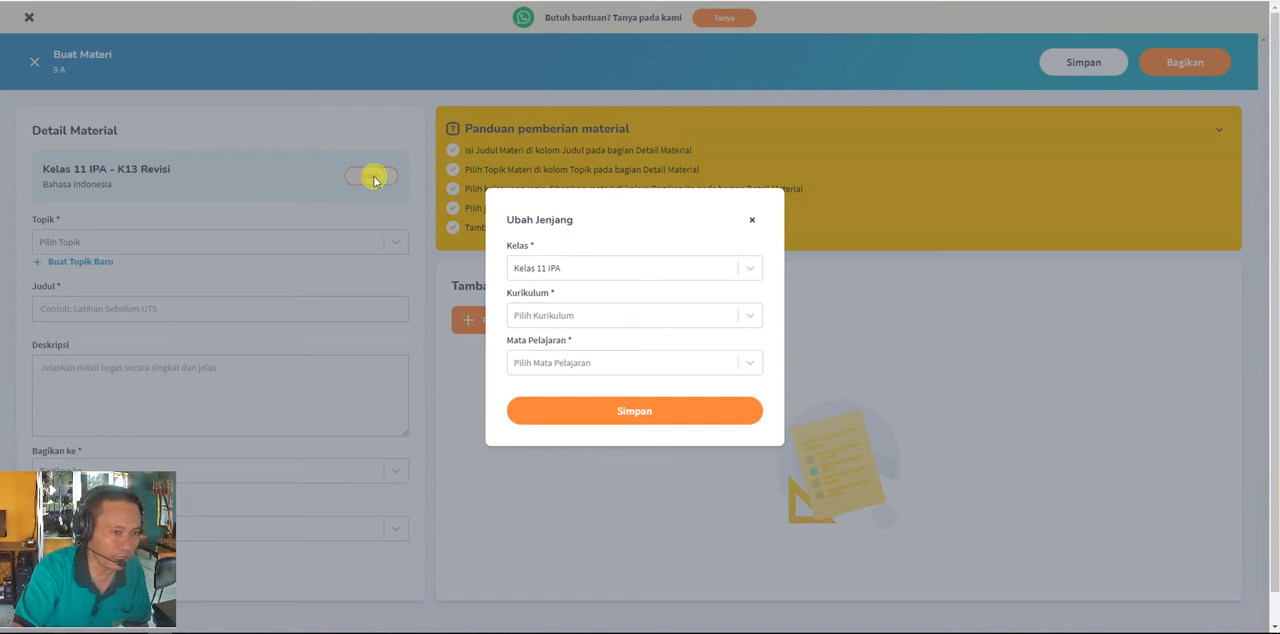 Butuh bantuan? Tanya pada kami
Tanya
Buat Materi
9 A
Simpan
Bagikan
Detail Material
Kelas 11 IPA - K13 Revisi
Bahasa Indonesia
Topik *
Pilih Topik
+ Buat Topik Baru
Judul *
Contoh: Latihan Sebelum UTS
Deskripsi
Jelaskan detail tugas secara singkat dan jelas
Bagikan ke *
Panduan pemberian material
Isi Judul Materi di kolom Judul pada bagian Detail Material
Pilih Topik Materi di kolom Topik pada bagian Detail Material
Pilih
Ubah Jenjang
Kelas *
Kelas 11 IPA
Kurikulum *
Pilih Kurikulum
Mata Pelajaran *
Pilih Mata Pelajaran
Simpan